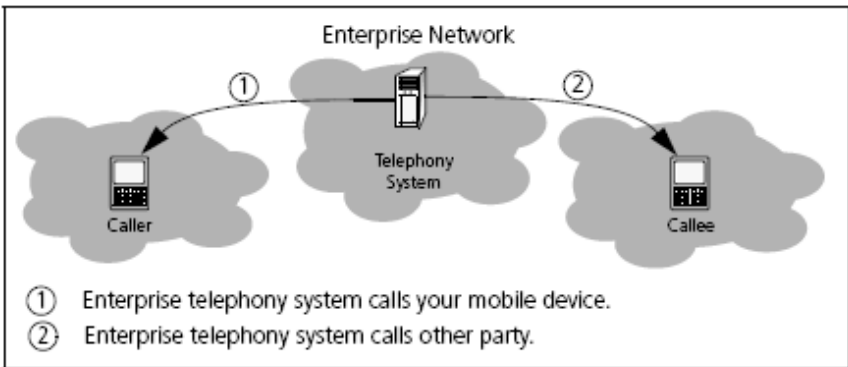 Enterprise Network
① ②
Telephony
System
Caller Callee
① Enterprise telephony system calls your mobile device.
② Enterprise telephony system calls other party.